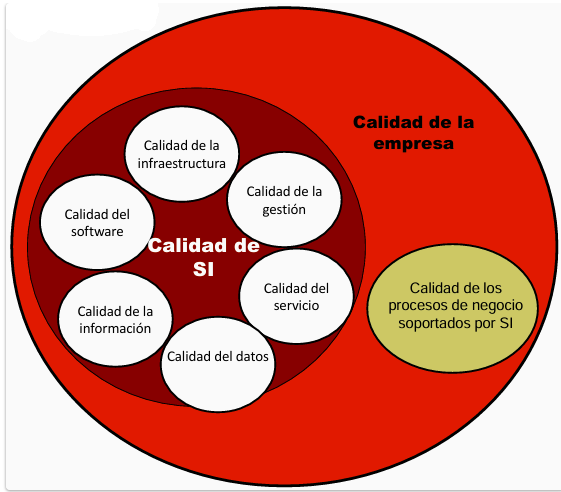 Calidad de la
empresa
Calidad de la
infraestructura
Calidad de la
gestión
Calidad del
software
Calidad de
SI
Calidad del
servicio
Calidad de los
procesos de negocio
soportados por SI
Calidad de la
información
Calidad del datos